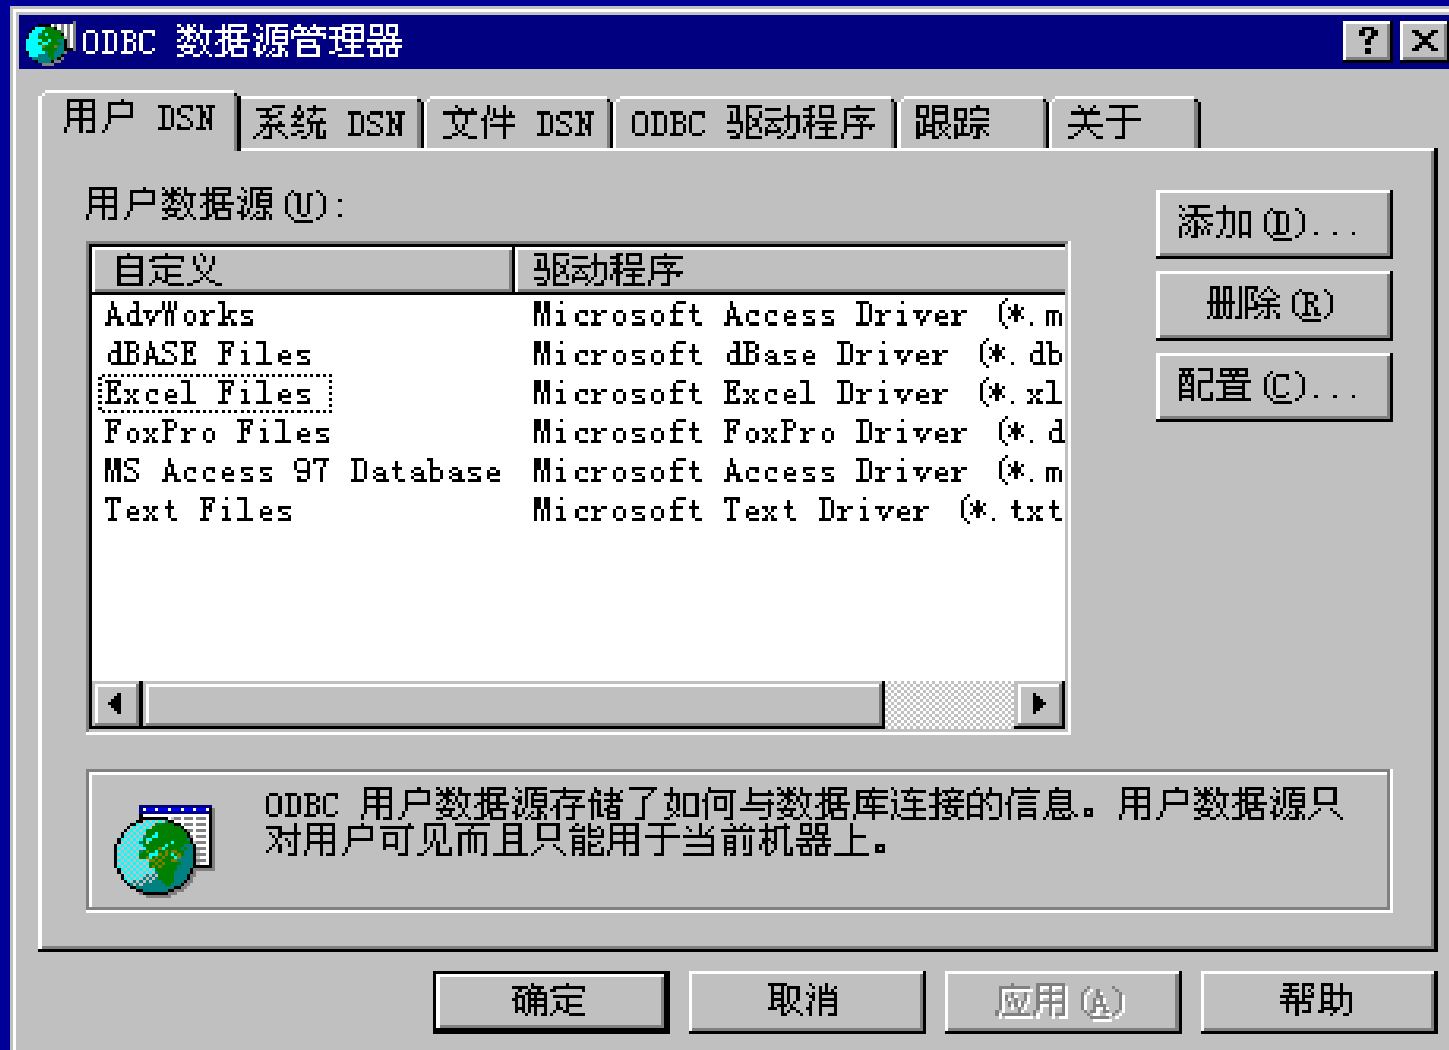 ODBC 数据源管理器
用户 DSN 系统 DSN 文件 DSN ODBC 驱动程序 跟踪 关于
用户数据源(U):
添加(D)...
删除(R)
配置(C)...
自定义 驱动程序
AdvWorks Microsoft Access Driver (*.m
dBASE Files Microsoft dBase Driver (*.db
Excel Files Microsoft Excel Driver (*.xl
FoxPro Files Microsoft FoxPro Driver (*.d
MS Access 97 Database Microsoft Access Driver (*.m
Text Files Microsoft Text Driver (*.txt
ODBC 用户数据源存储了如何与数据库连接的信息。用户数据源只
对用户可见而且只能用于当前机器上。
确定 取消 应用(A) 帮助